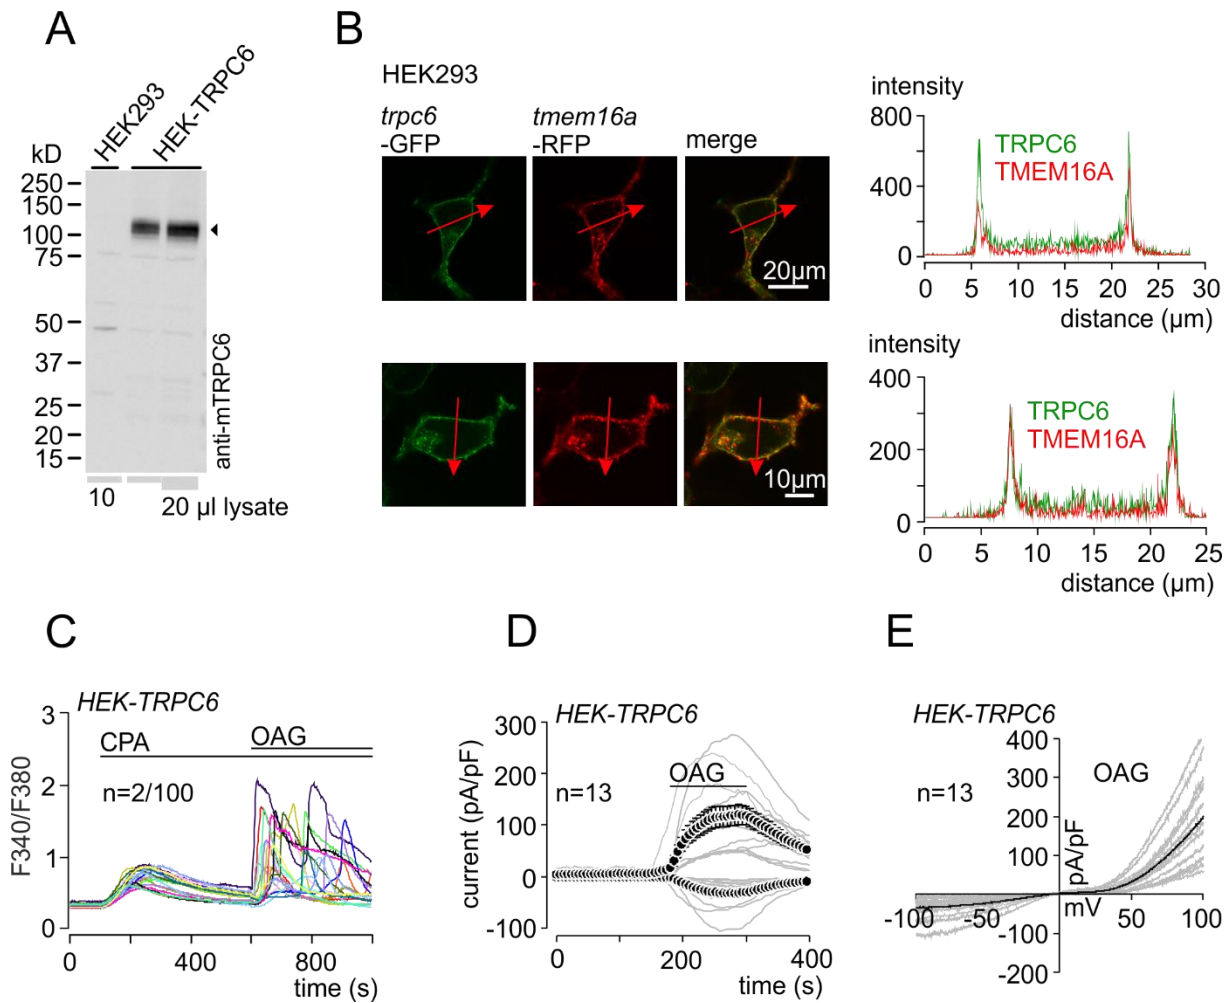 A
HEK293
HEK-TRPC6
kD
250
150
100
75
50
37
25
20
15
anti-mTRPC6
10
20 µl lysate
B
HEK293
trpc6
-GFP
tmem16a
-RFP
merge
20µm
10µm
intensity
800
400
0
TRPC6
TMEM16A
0 5 10 15 20 25 30
distance (µm)
intensity
400
200
0
TRPC6
TMEM16A
0 5 10 15 20 25
distance (µm)
C
HEK-TRPC6
3
2
1
0
F340/F380
CPA
OAG
n=2/100
0 400 800
time (s)
D
HEK-TRPC6
300
200
100
0
-100
current (pA/pF)
OAG
n=13
0 200 400
time (s)
E
HEK-TRPC6
OAG
n=13
400
300
200
100
-100
-200
pA/pF
-100 -50 50 100
mV